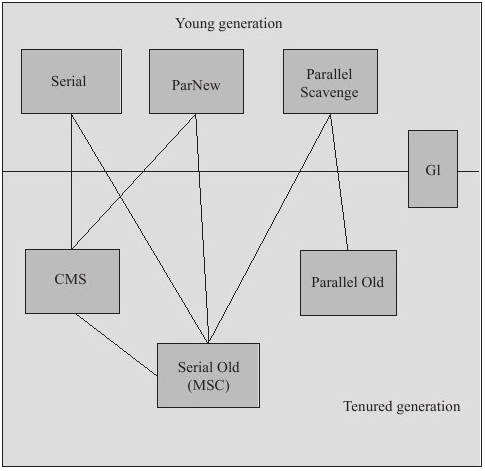 Young generation
Serial
ParNew
Parallel
Scavenge
Gl
CMS
Parallel Old
Serial Old
(MSC)
Tenured generation